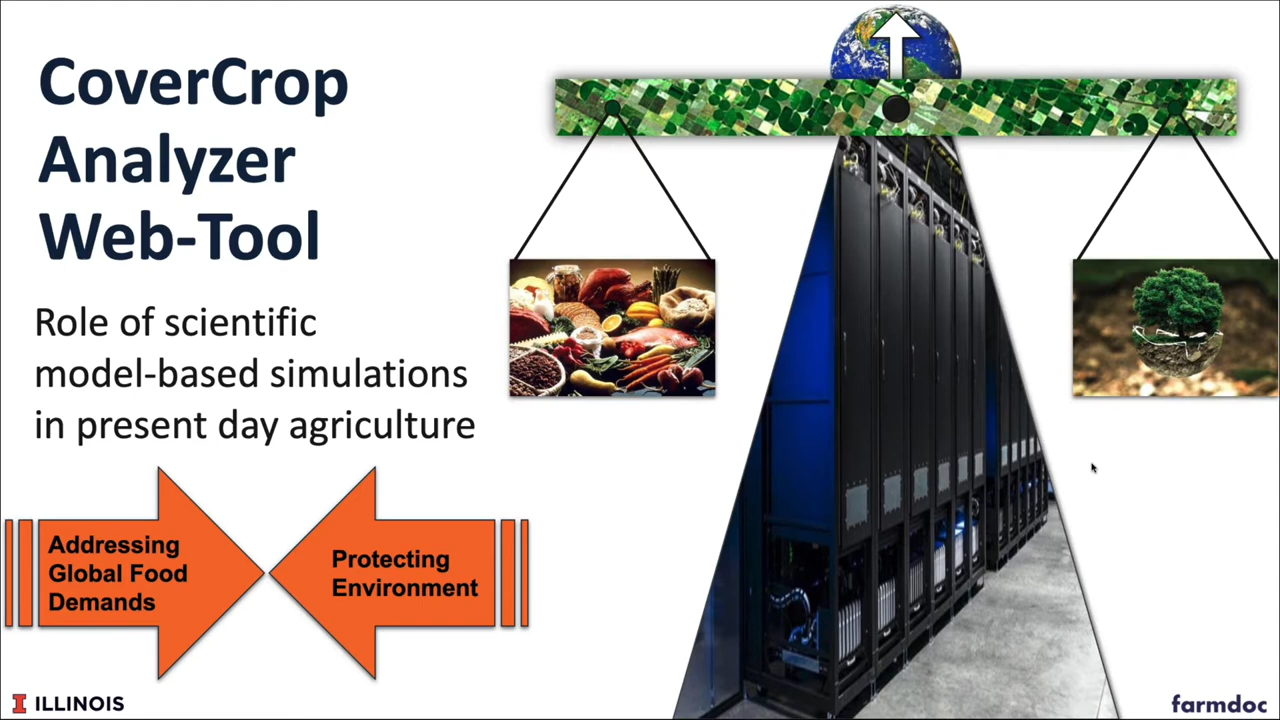 CoverCrop
Analyzer
Web-Tool
Role of scientific
model-based simulations
in present day agriculture
Addressing
Global Food
Demands
Protecting
Environment
I ILLINOIS
farmdoc